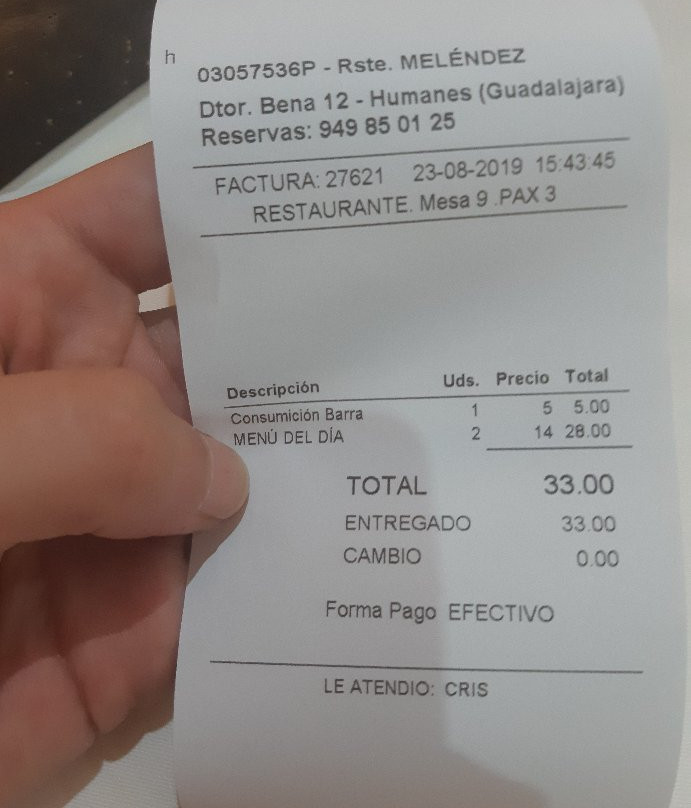 h
03057536P - Rste. MELÉNDEZ
Dtor. Bena 12 - Humanes (Guadalajara)
Reservas: 949 85 01 25
FACTURA: 27621 23-08-2019 15:43:45
RESTAURANTE. Mesa 9 .PAX 3
Descripción Uds. Precio Total
Consumición Barra 1 5 5.00
MENÚ DEL DÍA 2 14 28.00
TOTAL 33.00
ENTREGADO 33.00
CAMBIO 0.00
Forma Pago EFECTIVO
LE ATENDIO: CRIS